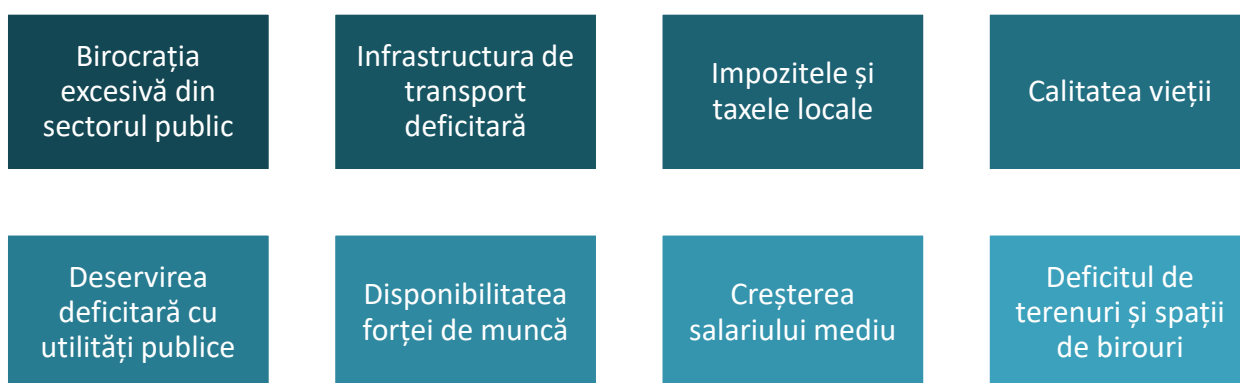 Birocrația
excesivă din
sectorul public
Infrastructura de
transport
deficitară
Impozitele și
taxele locale
Calitatea vieții
Deservirea
deficitară cu
utilități publice
Disponibilitatea
forței de muncă
Creșterea
salariului mediu
Deficitul de
terenuri și spații
de birouri